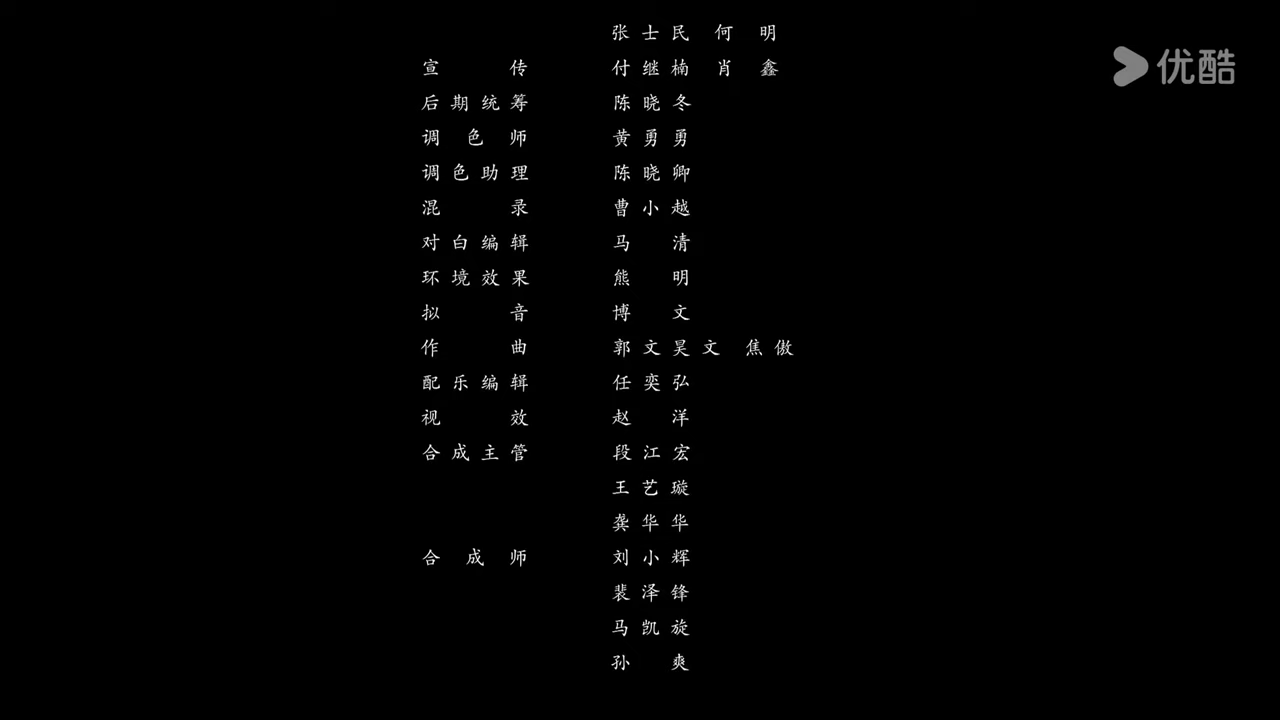 张士民 何明
优酷
宣传 付继楠 肖鑫
后期统筹 陈晓冬
调色师 黄勇勇
调色助理 陈晓卿
混录 曹小越
对白编辑 马清
环境效果 熊明
拟音 博文
作曲 郭文昊文 焦傲
配乐编辑 任奕弘
视效 赵洋
合成主管 段江宏
王艺璇
龚华华
合成师 刘小辉
裴泽锋
马凯旋
孙爽